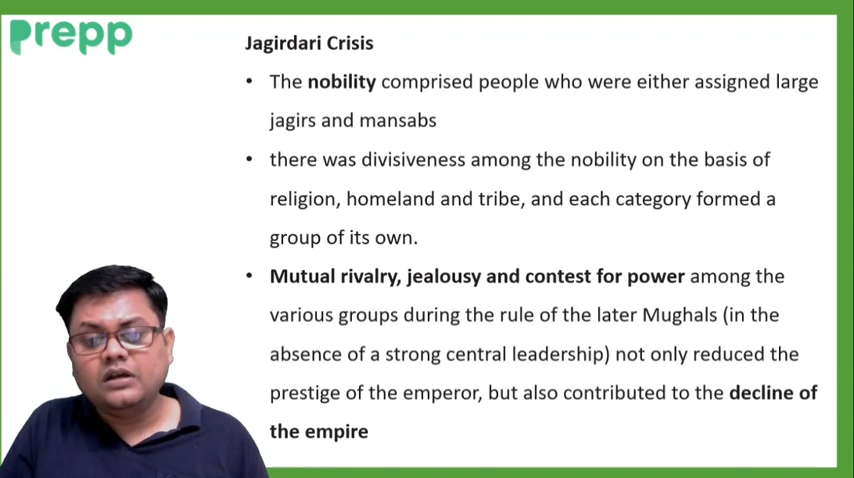 Prepp
Jagirdari Crisis
• The nobility comprised people who were either assigned large
jagirs and mansabs
• there was divisiveness among the nobility on the basis of
religion, homeland and tribe, and each category formed a
group of its own.
• Mutual rivalry, jealousy and contest for power among the
various groups during the rule of the later Mughals (in the
absence of a strong central leadership) not only reduced the
prestige of the emperor, but also contributed to the decline of
the empire